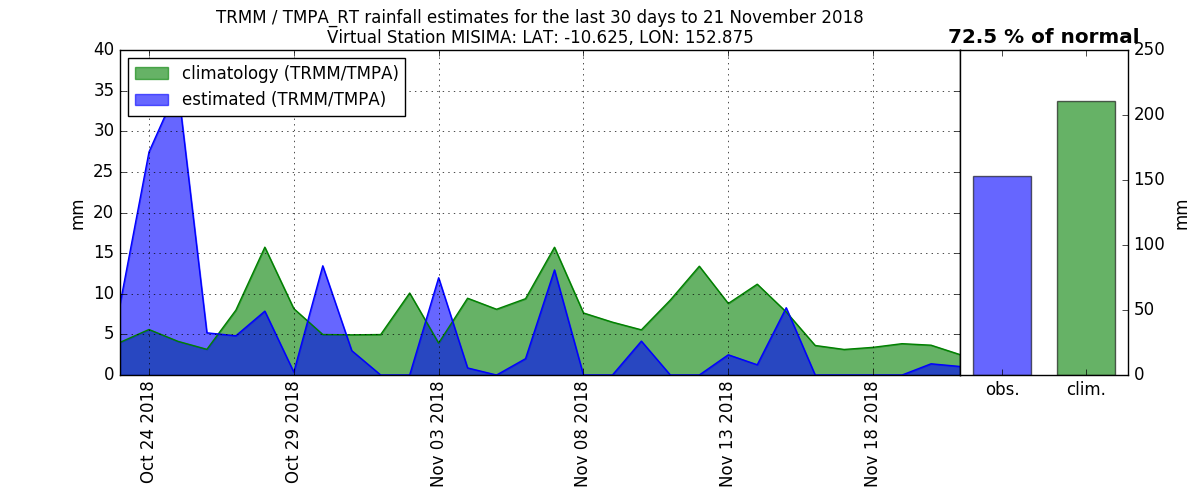 TRMM / TMPA_RT rainfall estimates for the last 30 days to 21 November 2018
Virtual Station MISIMA: LAT: -10.625, LON: 152.875
72.5 % of normal
climatology (TRMM/TMPA)
estimated (TRMM/TMPA)
40
35
30
25
20
15
10
5
0
mm
Oct 24 2018
Oct 29 2018
Nov 03 2018
Nov 08 2018
Nov 13 2018
Nov 18 2018
250
200
150
100
50
0
mm
obs.
clim.